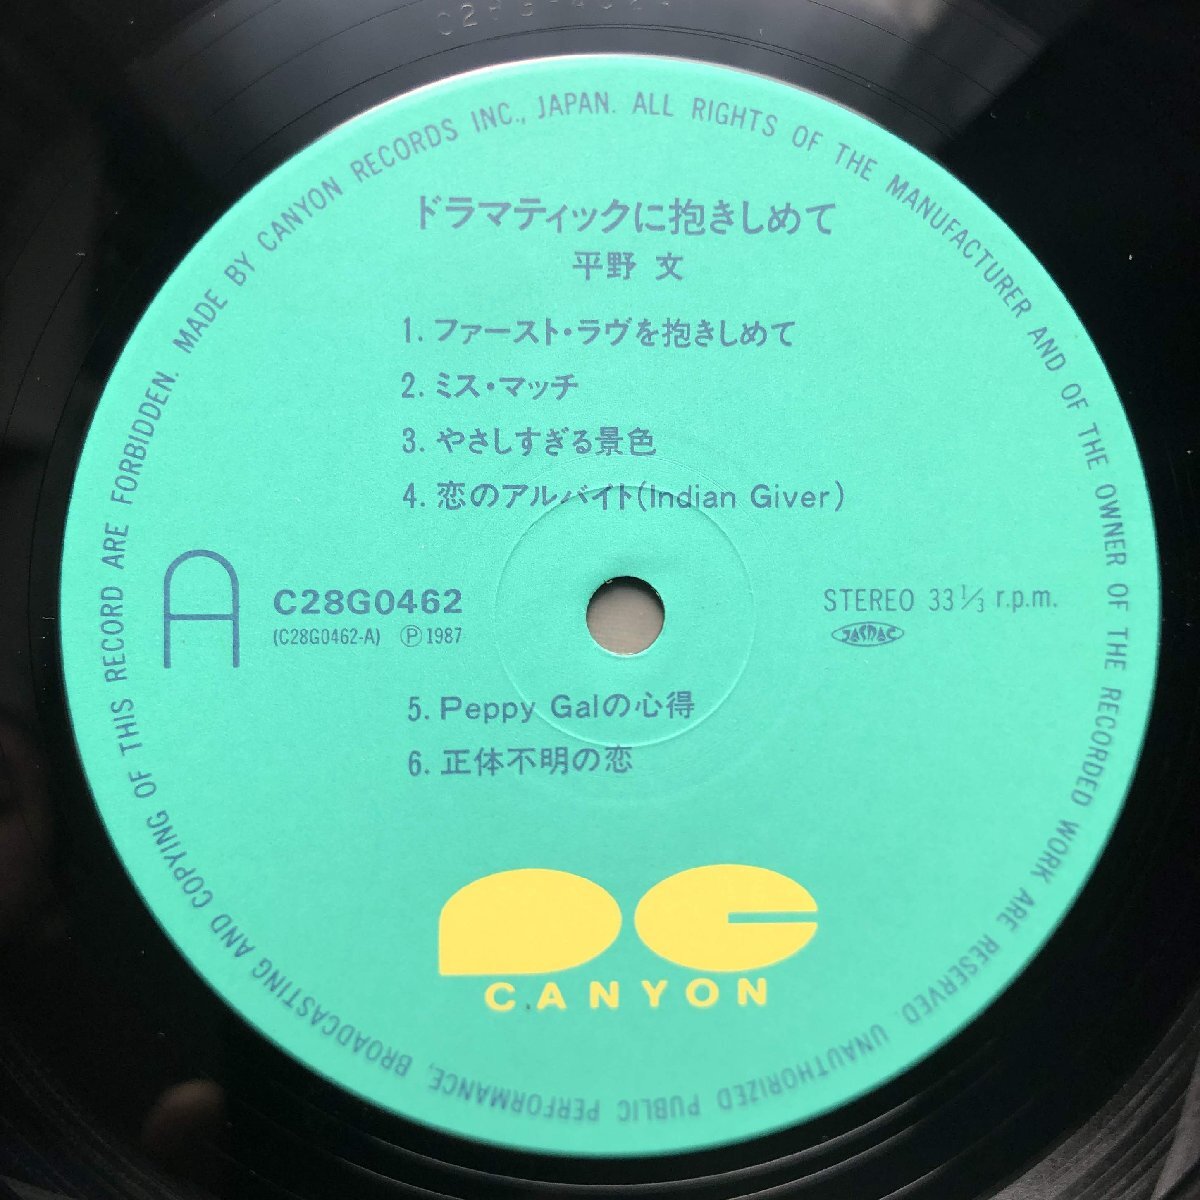 MADE BY CANYON RECORDS INC., JAPAN. ALL RIGHTS OF THE MANUFACTURER AND OF THE OWNER OF THE RECORDED WORK ARE RESERVED. UNAUTHORIZED PUBLIC PERFORMANCE, BROADCASTING AND COPYING OF THIS RECORD ARE FORBIDDEN.
ドラマティックに抱きしめて
平野 文
1. ファースト・ラヴを抱きしめて
2. ミス・マッチ
3. やさしすぎる景色
4. 恋のアルバイト(Indian Giver)
A
C28G0462
(C28G0462-A) Ⓟ1987
STEREO 33 1/3 r.p.m.
JASRAC
5. Peppy Galの心得
6. 正体不明の恋
PC
CANYON